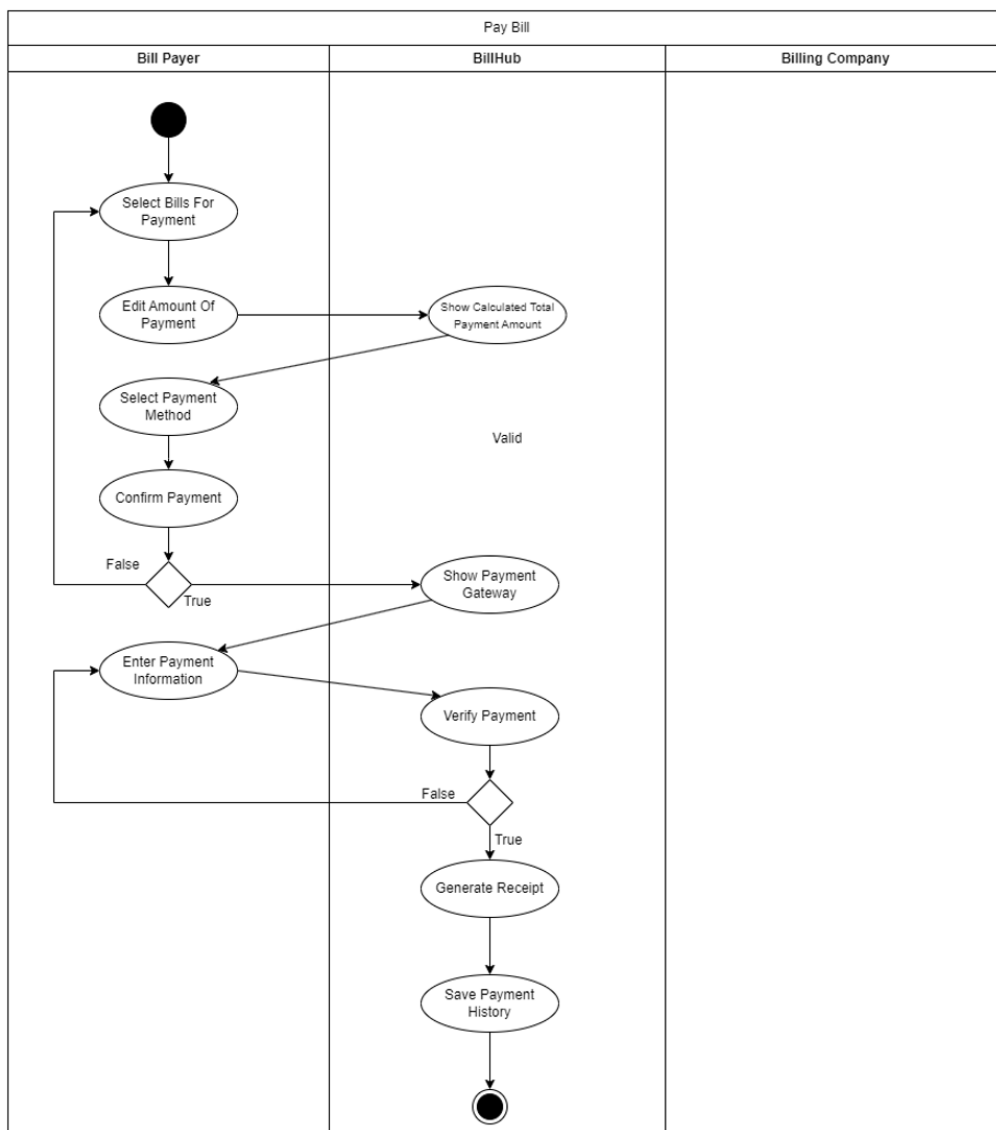 Pay Bill
Bill Payer
BillHub
Billing Company
Select Bills For
Payment
Edit Amount Of
Payment
Show Calculated Total
Payment Amount
Select Payment
Method
Valid
Confirm Payment
False
True
Show Payment
Gateway
Enter Payment
Information
Verify Payment
False
True
Generate Receipt
Save Payment
History